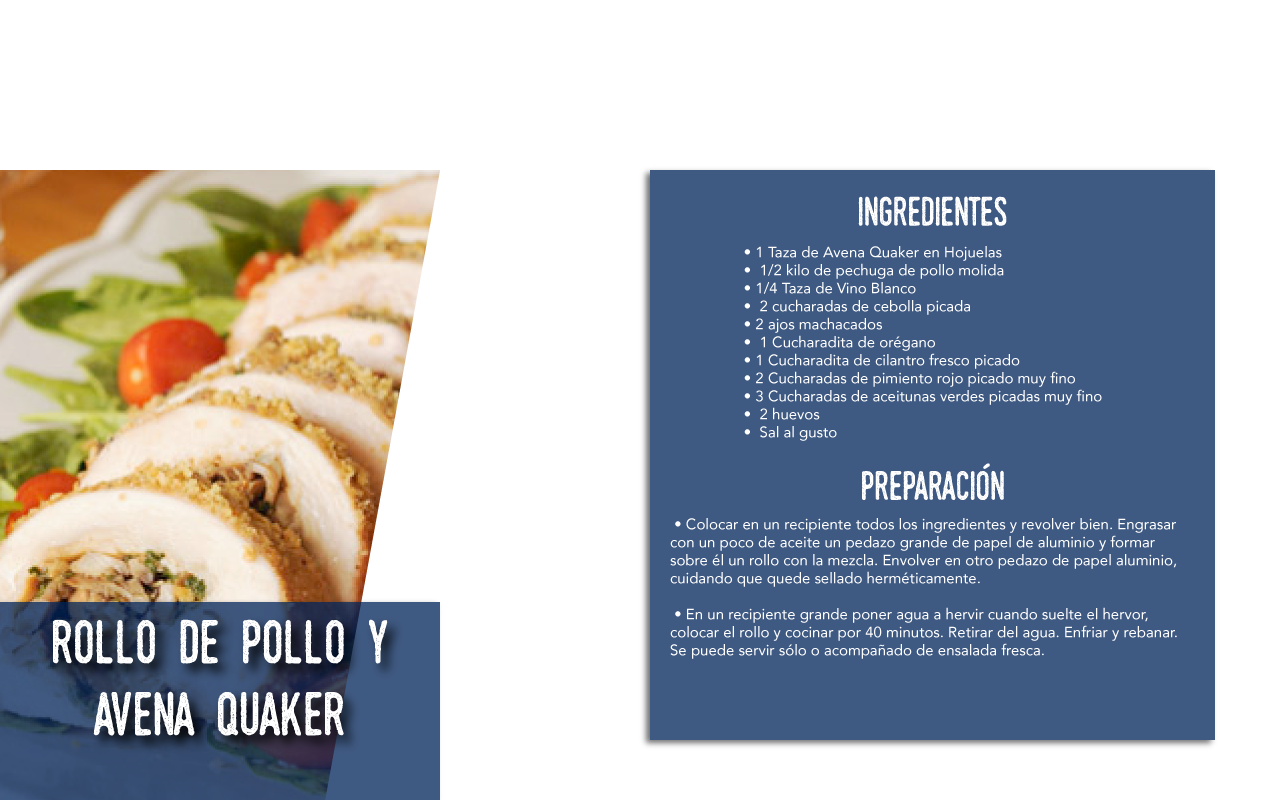 ROLLO DE POLLO Y
AVENA QUAKER
INGREDIENTES
• 1 Taza de Avena Quaker en Hojuelas
•  1/2 kilo de pechuga de pollo molida
• 1/4 Taza de Vino Blanco
•  2 cucharadas de cebolla picada
• 2 ajos machacados
•  1 Cucharadita de orégano
• 1 Cucharadita de cilantro fresco picado
• 2 Cucharadas de pimiento rojo picado muy fino
• 3 Cucharadas de aceitunas verdes picadas muy fino
•  2 huevos
•  Sal al gusto
PREPARACIÓN
• Colocar en un recipiente todos los ingredientes y revolver bien. Engrasar
con un poco de aceite un pedazo grande de papel de aluminio y formar
sobre él un rollo con la mezcla. Envolver en otro pedazo de papel aluminio,
cuidando que quede sellado herméticamente.
• En un recipiente grande poner agua a hervir cuando suelte el hervor,
colocar el rollo y cocinar por 40 minutos. Retirar del agua. Enfriar y rebanar.
Se puede servir sólo o acompañado de ensalada fresca.